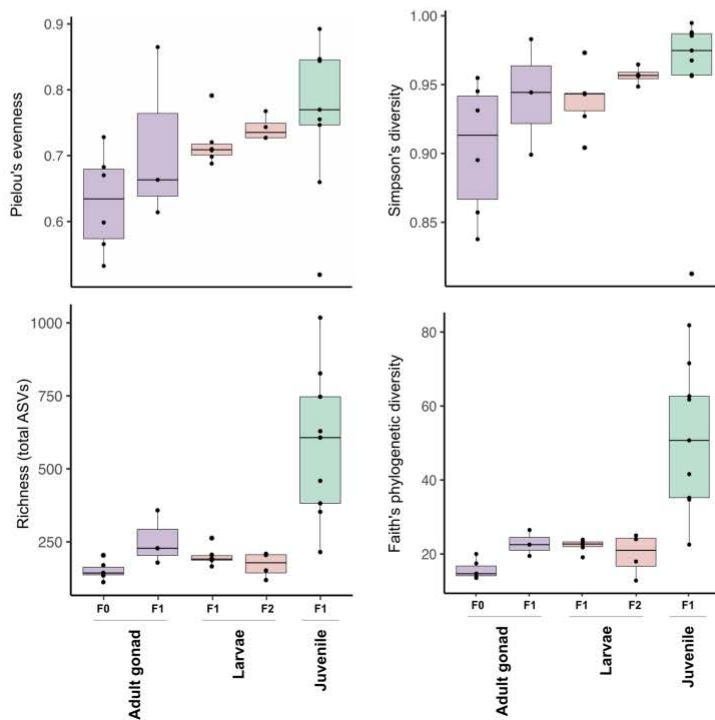 Pielou's evenness
0.9
0.8
0.7
0.6
Simpson's diversity
1.00
0.95
0.90
0.85
Richness (total ASVs)
1000
750
500
250
Faith's phylogenetic diversity
80
60
40
20
F0 F1 F1 F2 F1
Adult gonad Larvae Juvenile
F0 F1 F1 F2 F1
Adult gonad Larvae Juvenile